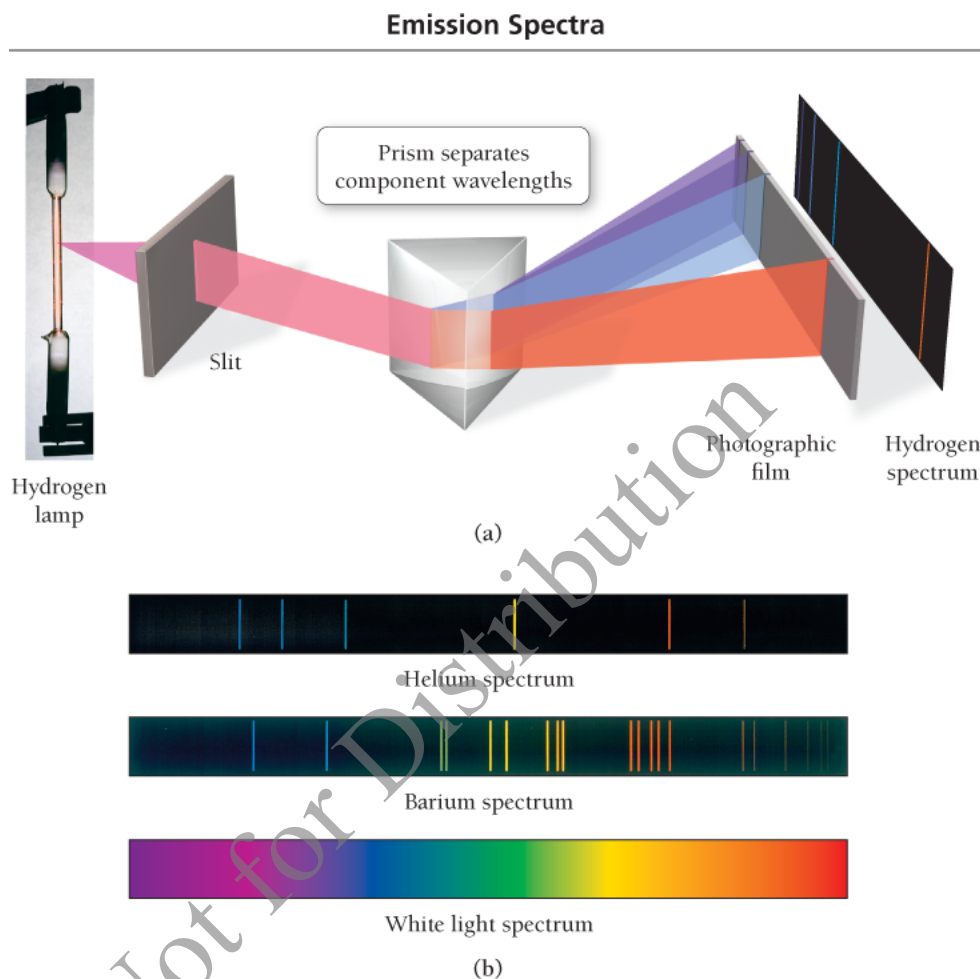 Emission Spectra
Prism separates
component wavelengths
Slit
Hydrogen
lamp
Photographic
film
Hydrogen
spectrum
(a)
Helium spectrum
Barium spectrum
White light spectrum
(b)
Not for Distribution